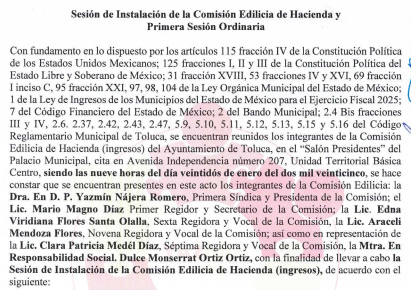 Sesión de Instalación de la Comisión Edilicia de Hacienda y
Primera Sesión Ordinaria
Con fundamento en lo dispuesto por los artículos 115 fracción IV de la Constitución Política
de los Estados Unidos Mexicanos; 125 fracciones I, II y III de la Constitución Política del
Estado Libre y Soberano de México; 31 fracción XVIII, 53 fracciones IV y XVI, 69 fracción
I inciso C, 95 fracción XXI, 97, 98, 104 de la Ley Orgánica Municipal del Estado de México;
1 de la Ley de Ingresos de los Municipios del Estado de México para el Ejercicio Fiscal 2025;
7 del Código Financiero del Estado de México; 2 del Bando Municipal; 2.4 Bis fracciones
III y IV, 2.6. 2.37, 2.42, 2.43, 2.47, 5.9, 5.10, 5.11, 5.12, 5.13, 5.15 y 5.16 del Código
Reglamentario Municipal de Toluca, se encuentran reunidos los integrantes de la Comisión
Edilicia de Hacienda (ingresos) del Ayuntamiento de Toluca, en el "Salón Presidentes" del
Palacio Municipal, cita en Avenida Independencia número 207, Unidad Territorial Básica
Centro, siendo las nueve horas del día veintidós de enero del dos mil veinticinco, se hace
constar que se encuentran presentes en este acto los integrantes de la Comisión Edilicia: la
Dra. En D. P. Yazmín Nájera Romero, Primera Síndica y Presidenta de la Comisión; el
Lic. Mario Magno Díaz Primer Regidor y Secretario de la Comisión; la Lic. Edna
Viridiana Flores Santa Olalla, Sexta Regidora y Vocal de la Comisión, la Lic. Araceli
Mendoza Flores, Novena Regidora y Vocal de la Comisión; as como en representación de
la Lic. Clara Patricia Medél Díaz, Séptima Regidora y Vocal de la Comisión, la Mtra. En
Responsabilidad Social. Dulce Monserrat Ortiz Ortiz, con la finalidad de llevar a cabo la
Sesión de Instalación de la Comisión Edilicia de Hacienda (ingresos), de acuerdo con el
siguiente: